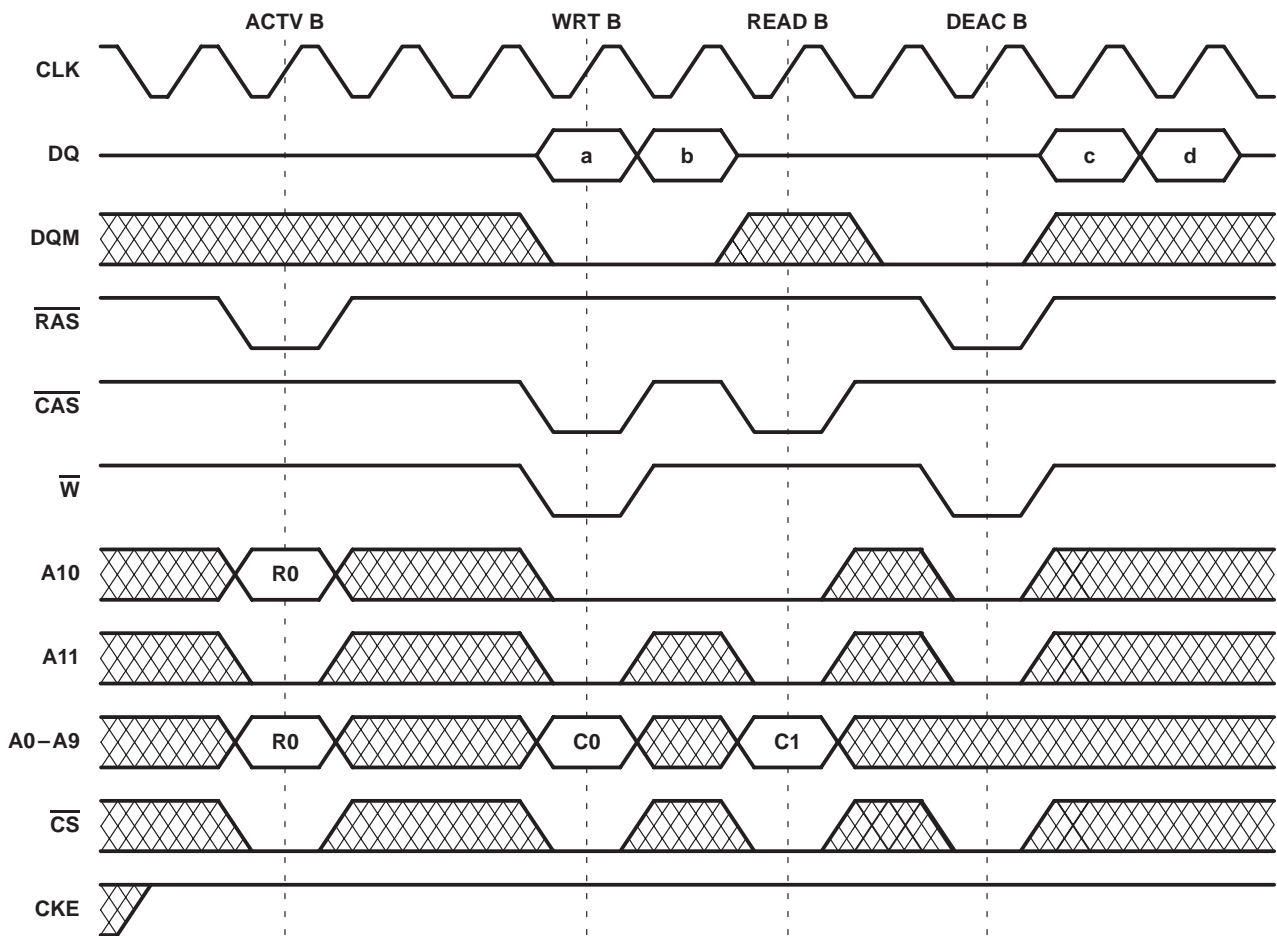 ACTV B WRT B READ B DEAC B
CLK
DQ a b c d
DQM
RAS
CAS
W
A10 R0
A11
A0–A9 R0 C0 C1
CS
CKE